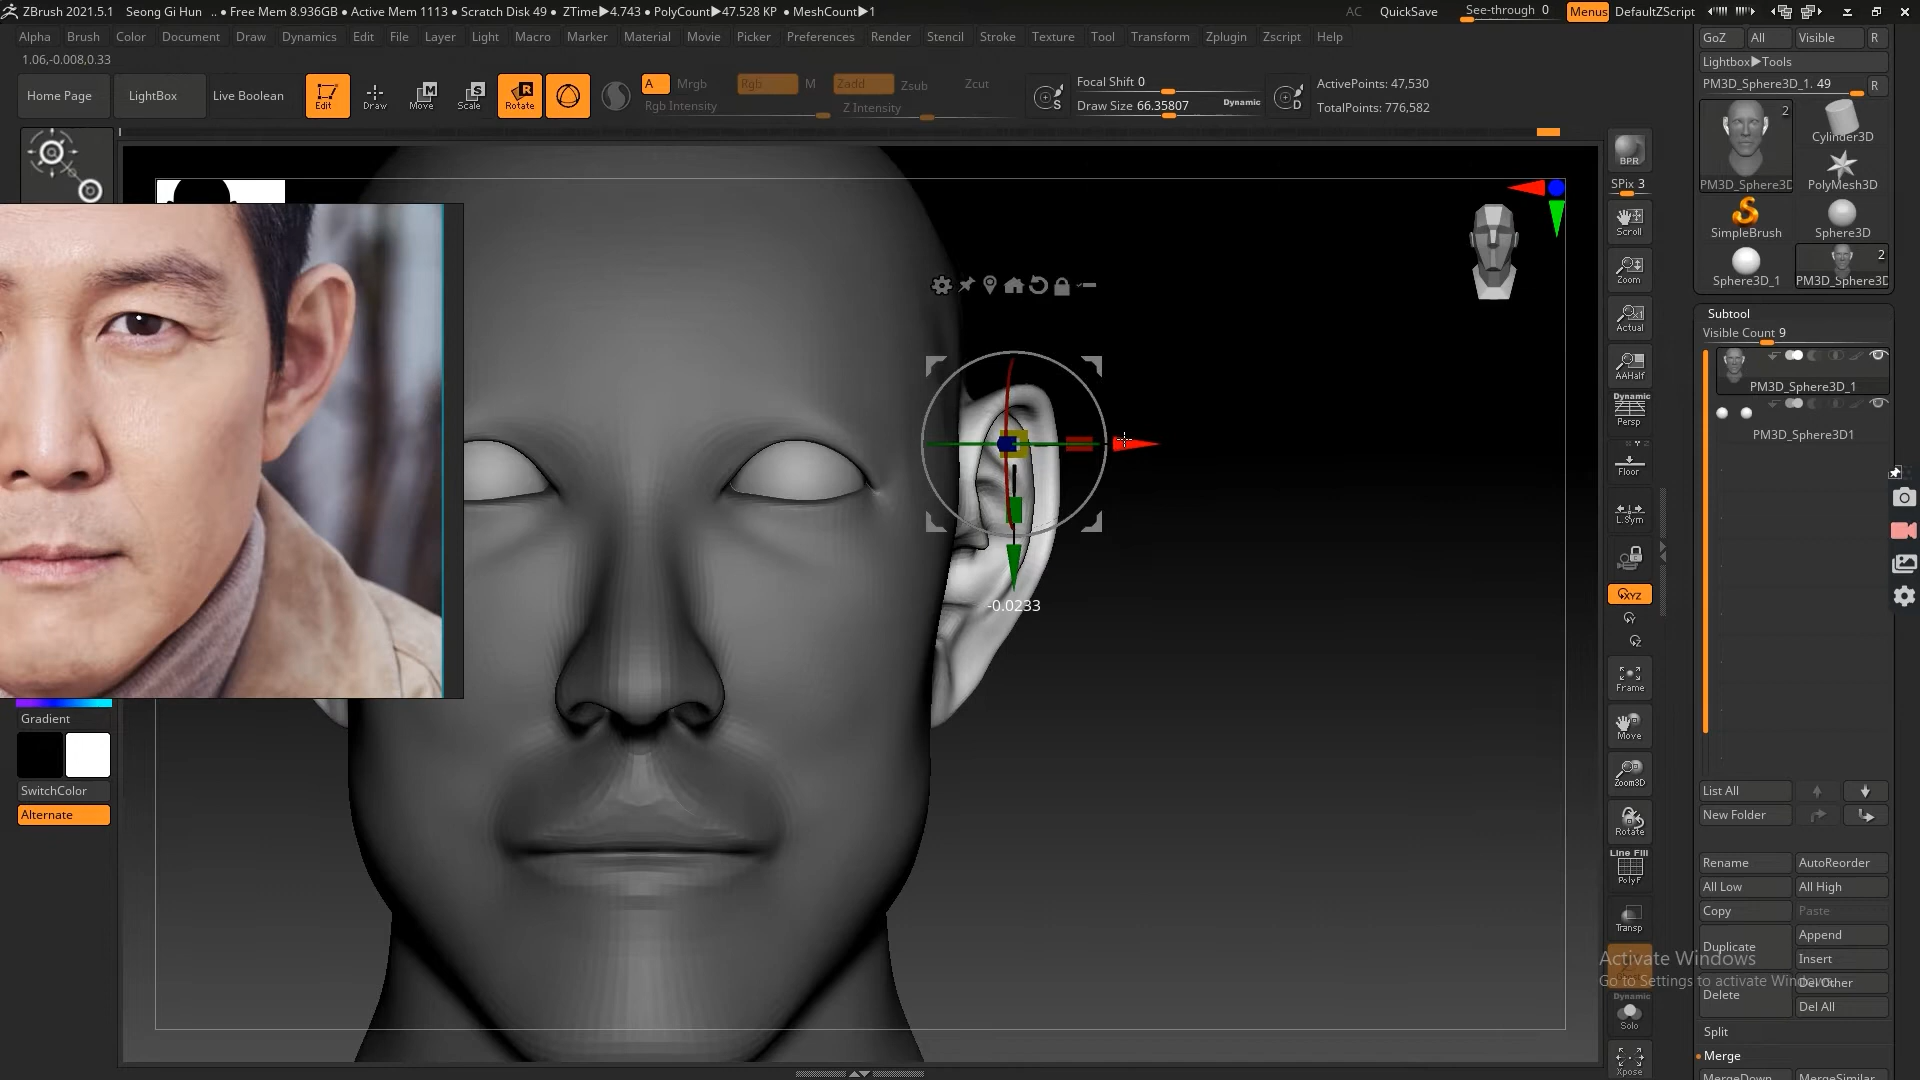 ZBrush 2021.5.1 Seong Gi Hun .. ● Free Mem 8.936GB ● Active Mem 1113 ● Scratch Disk 49 ● ZTime▶4.743 ● PolyCount▶47.528 KP ● MeshCount▶1 AC QuickSave See-through 0 Menus DefaultZScript
Alpha Brush Color Document Draw Dynamics Edit File Layer Light Macro Marker Material Movie Picker Preferences Render Stencil Stroke Texture Tool Transform Zplugin Zscript Help
1.06,-0.008,0.33
Home Page LightBox Live Boolean Edit Draw Move Scale Rotate
A Mrgb Rgb M Zadd Zsub Zcut
Rgb Intensity Z Intensity
Focal Shift 0
Draw Size 66.35807 Dynamic
ActivePoints: 47,530
TotalPoints: 776,582
-0.0233
Gradient
SwitchColor
Alternate
BPR
SPix 3
Scroll
Zoom
Actual
AAHalf
Dynamic
Persp
Floor
L.Sym
XYZ
Frame
Move
Zoom3D
Rotate
Line Fill
PolyF
Transp
Dynamic
Solo
Xpose
GoZ All Visible R
Lightbox▶Tools
PM3D_Sphere3D_1. 49 R
2
Cylinder3D
PM3D_Sphere3D PolyMesh3D
SimpleBrush Sphere3D
2
Sphere3D_1 PM3D_Sphere3D
Subtool
Visible Count 9
PM3D_Sphere3D_1
PM3D_Sphere3D1
List All
New Folder
Rename AutoReorder
All Low All High
Copy Paste
Duplicate Append
Insert
Delete Del Other
Del All
Split
Merge
MergeDown MergeSimilar
Activate Windows
Go to Settings to activate Windows.